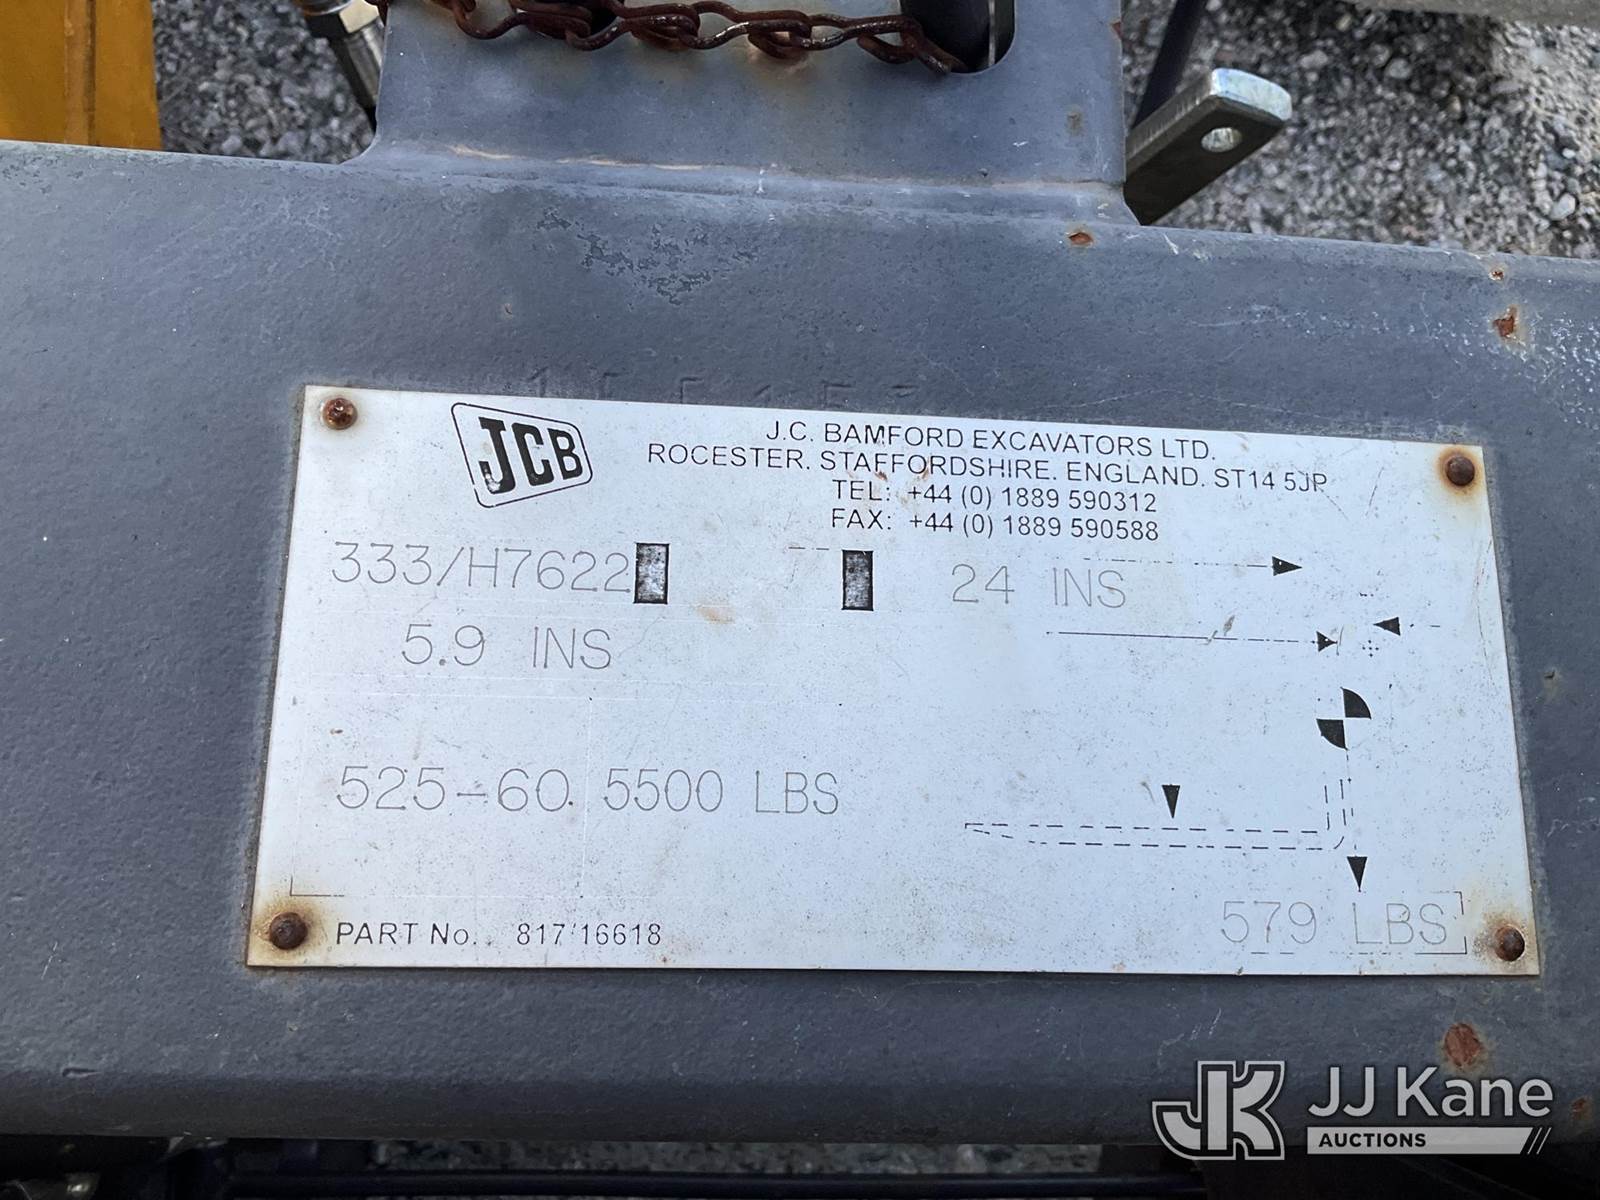 JCB
J.C. BAMFORD EXCAVATORS LTD.
ROCESTER. STAFFORDSHIRE. ENGLAND. ST14 5JP
TEL: +44 (0) 1889 590312
FAX: +44 (0) 1889 590588
333/H7622 24 INS
5.9 INS
525-60. 5500 LBS
579 LBS
PART No. 817/16618
JK JJ Kane
AUCTIONS